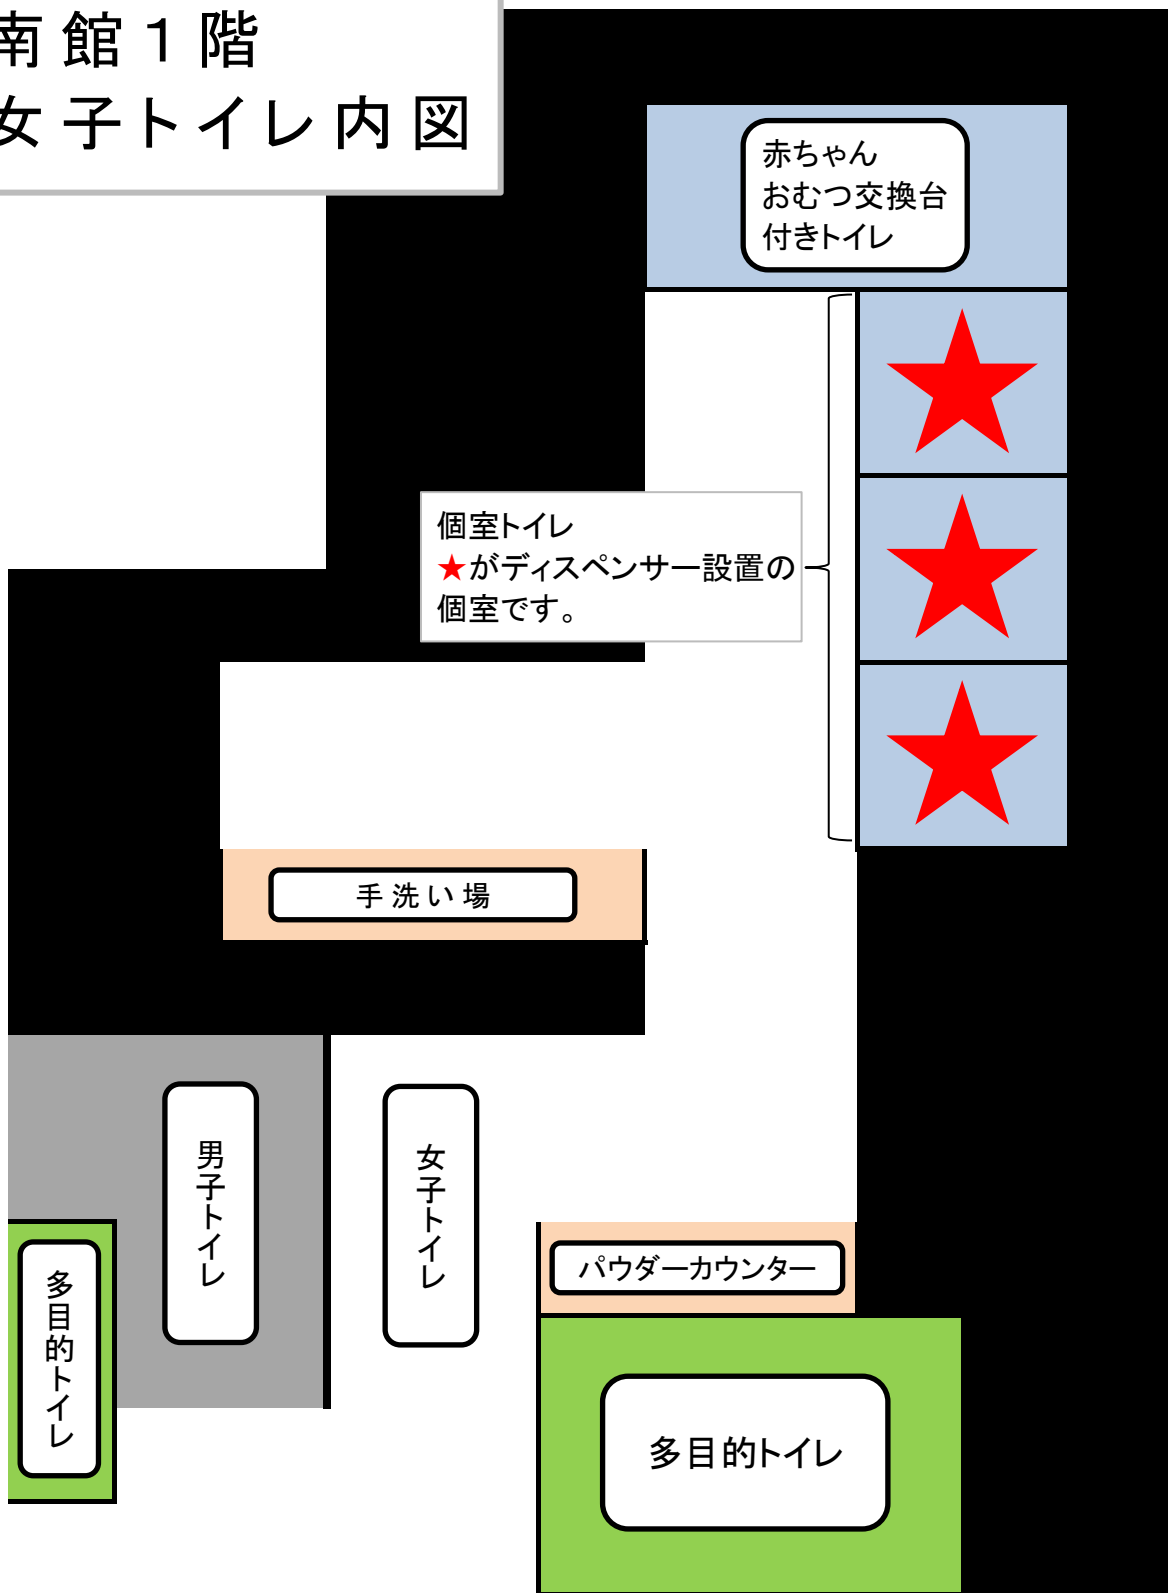 南館１階
女子トイレ内図
赤ちゃん
おむつ交換台
付きトイレ
個室トイレ
★がディスペンサー設置の
個室です。
手洗い場
男子トイレ
女子トイレ
多目的トイレ
パウダーカウンター
多目的トイレ